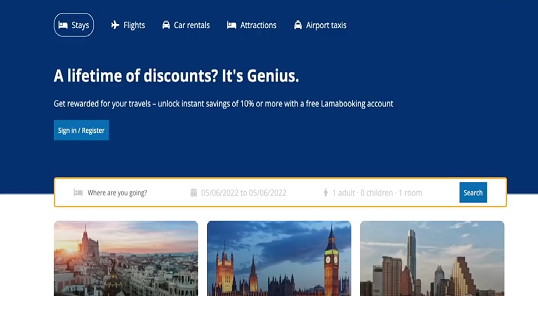 Stays Flights Car rentals Attractions Airport taxis
A lifetime of discounts? It's Genius.
Get rewarded for your travels – unlock instant savings of 10% or more with a free Lamabooking account
Sign in / Register
Where are you going? 05/06/2022 to 05/06/2022 1 adult · 0 children · 1 room Search